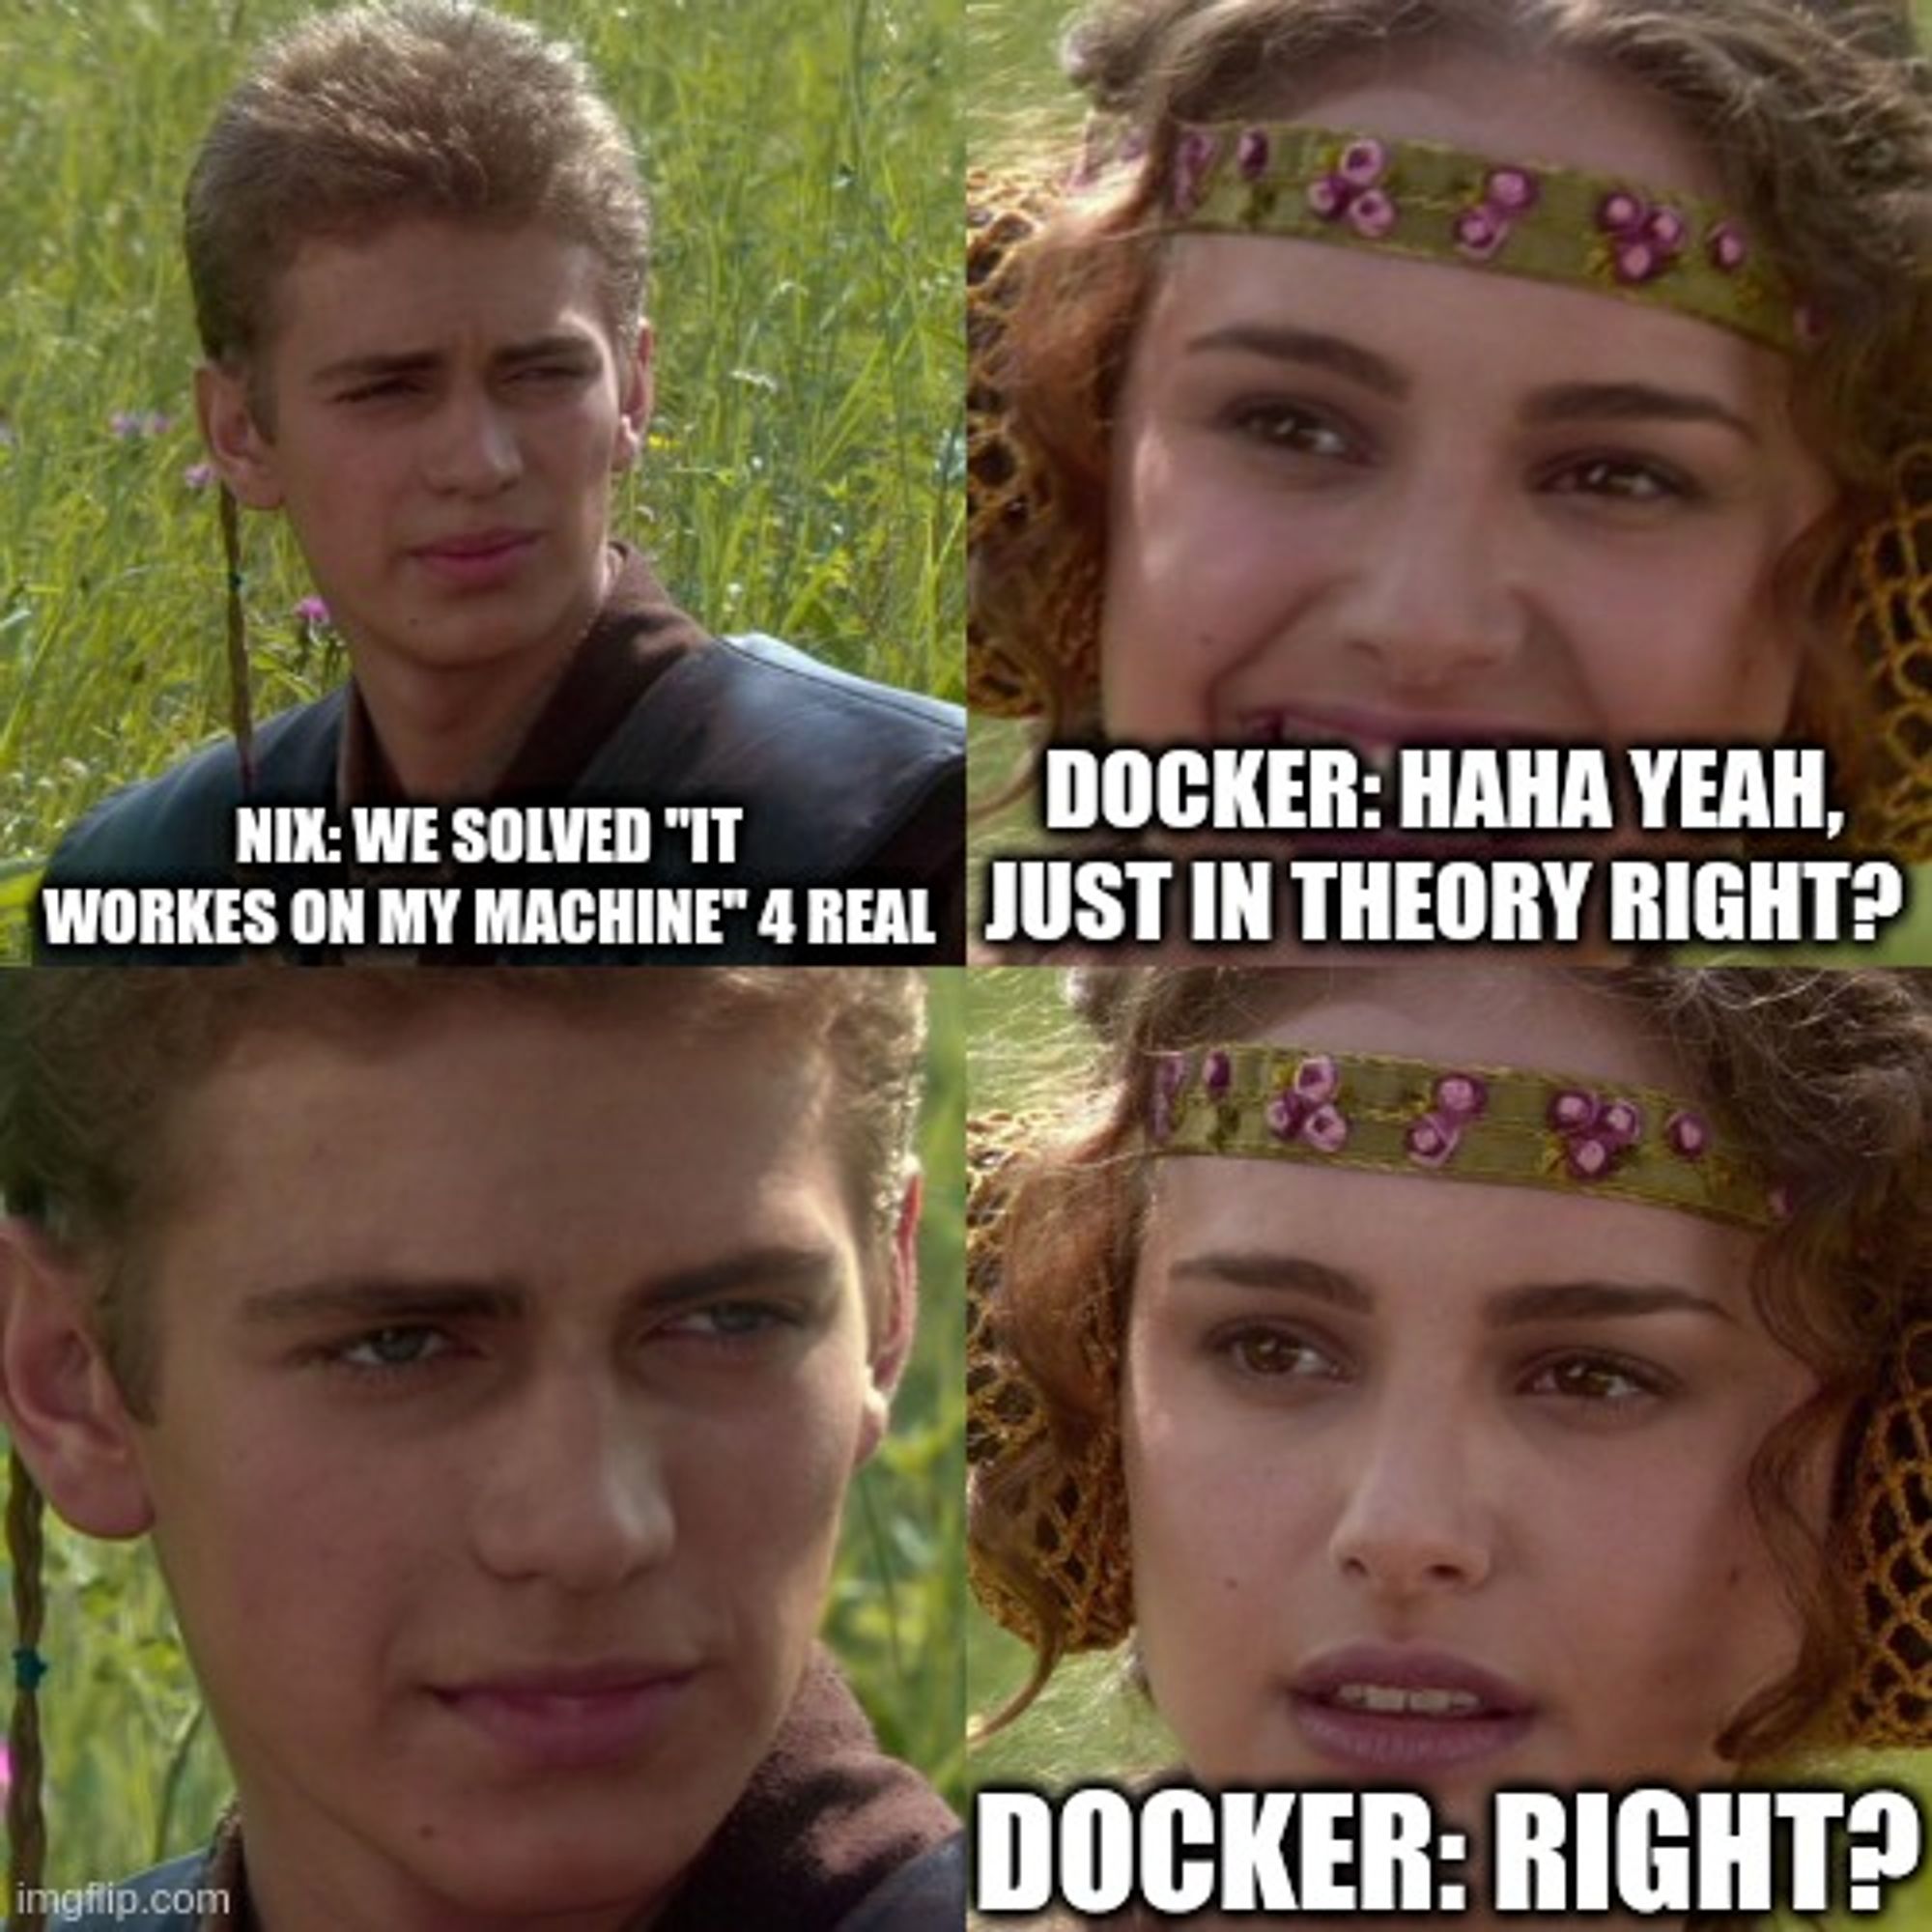 NIX: WE SOLVED "IT
WORKES ON MY MACHINE" 4 REAL
DOCKER: HAHA YEAH,
JUST IN THEORY RIGHT?
DOCKER: RIGHT?
imgflip.com